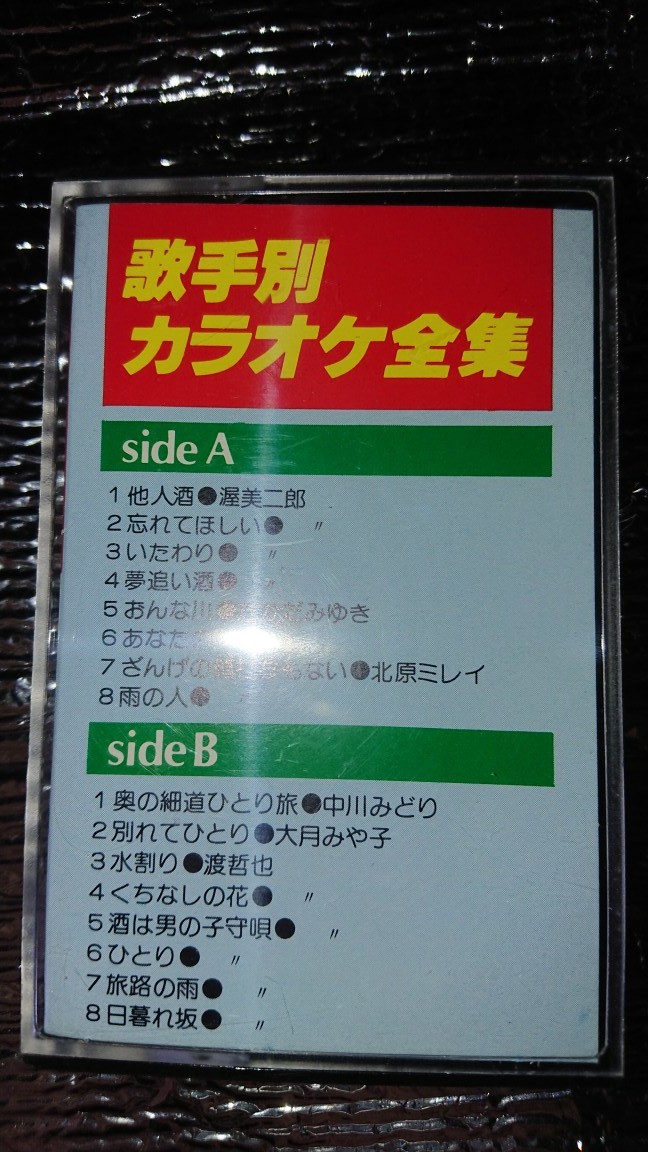 歌手別
カラオケ全集
side A
1 他人酒●渥美二郎
2 忘れてほしい● 〃
3 いたわり● 〃
4 夢追い酒● 〃
5 おんな川●みゆき
6 あなた
7 ざんげの ない●北原ミレイ
8 雨の人●
side B
1 奥の細道ひとり旅●中川みどり
2 別れてひとり●大月みや子
3 水割り●渡哲也
4 くちなしの花● 〃
5 酒は男の子守唄● 〃
6 ひとり● 〃
7 旅路の雨● 〃
8 日暮れ坂● 〃